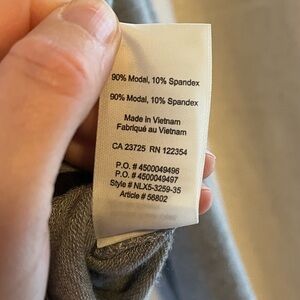 90% Modal, 10% Spandex
90% Modal, 10% Spandex
Made in Vietnam
Fabriqué au Vietnam
CA 23725 RN 122354
P.O. # 4500049496
P.O. # 4500049497
Style # NLX5-3259-35
Article # 56802